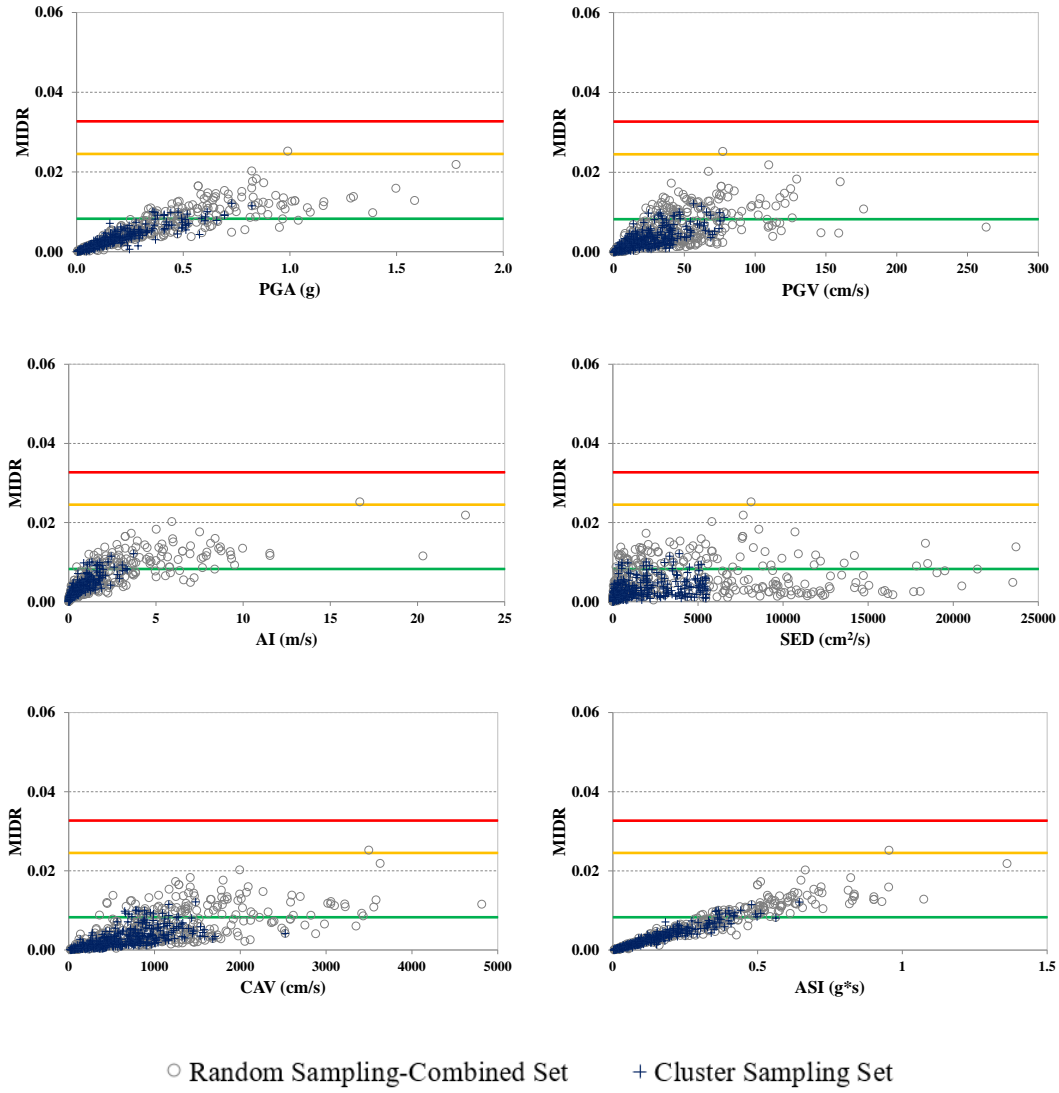 0.06
0.04
0.02
0.00
MIDR
0.0 0.5 1.0 1.5 2.0
PGA (g)
0.06
0.04
0.02
0.00
MIDR
0 50 100 150 200 250 300
PGV (cm/s)
0.06
0.04
0.02
0.00
MIDR
0 5 10 15 20 25
AI (m/s)
0.06
0.04
0.02
0.00
MIDR
0 5000 10000 15000 20000 25000
SED (cm²/s)
0.06
0.04
0.02
0.00
MIDR
0 1000 2000 3000 4000 5000
CAV (cm/s)
0.06
0.04
0.02
0.00
MIDR
0 0.5 1 1.5
ASI (g*s)
Random Sampling-Combined Set
Cluster Sampling Set